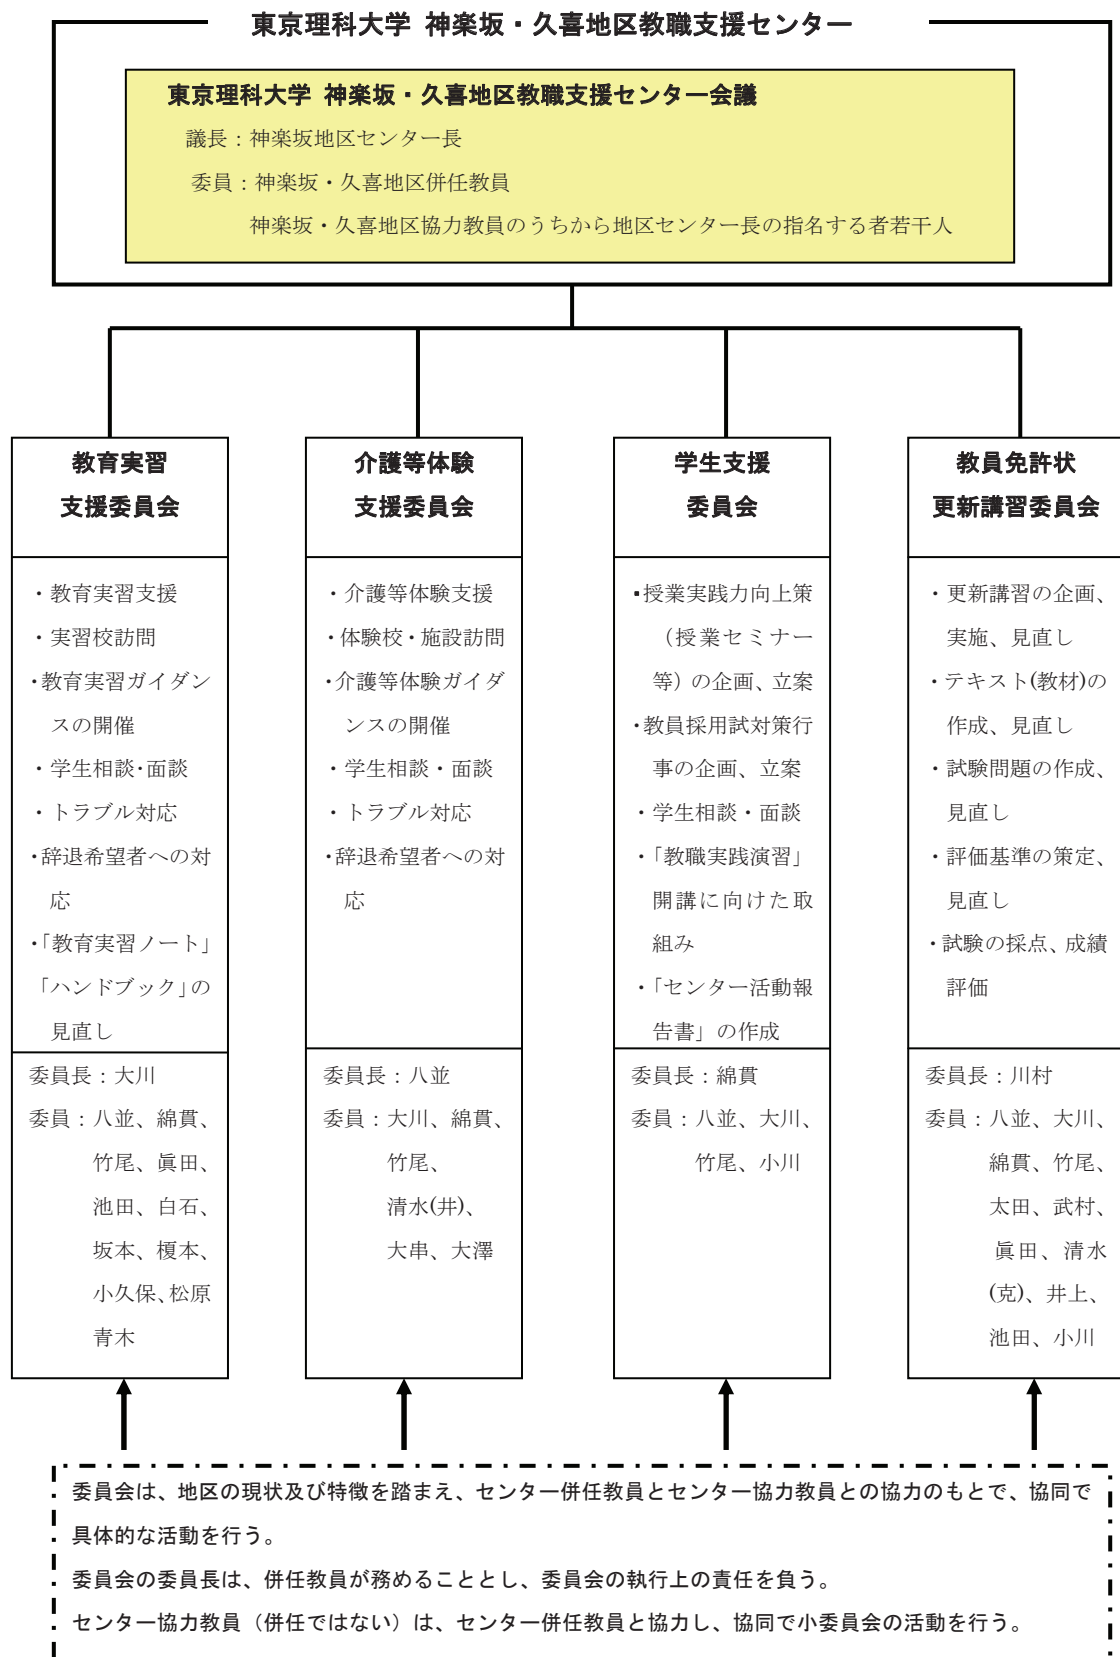 東京理科大学 神楽坂・久喜地区教職支援センター
東京理科大学 神楽坂・久喜地区教職支援センター会議
議長：神楽坂地区センター長
委員：神楽坂・久喜地区併任教員
神楽坂・久喜地区協力教員のうちから地区センター長の指名する者若干人
教育実習
支援委員会
・教育実習支援
・実習校訪問
・教育実習ガイダン
スの開催
・学生相談・面談
・トラブル対応
・辞退希望者への対
応
・「教育実習ノート」
「ハンドブック」の
見直し
委員長：大川
委員：八並、綿貫、
竹尾、眞田、
池田、白石、
坂本、榎本、
小久保、松原
青木
介護等体験
支援委員会
・介護等体験支援
・体験校・施設訪問
・介護等体験ガイダ
ンスの開催
・学生相談・面談
・トラブル対応
・辞退希望者への対
応
委員長：八並
委員：大川、綿貫、
竹尾、
清水(井)、
大串、大澤
学生支援
委員会
・授業実践力向上策
（授業セミナー
等）の企画、立案
・教員採用試対策行
事の企画、立案
・学生相談・面談
・「教職実践演習」
開講に向けた取
組み
・「センター活動報
告書」の作成
委員長：綿貫
委員：八並、大川、
竹尾、小川
教員免許状
更新講習委員会
・更新講習の企画、
実施、見直し
・テキスト(教材)の
作成、見直し
・試験問題の作成、
見直し
・評価基準の策定、
見直し
・試験の採点、成績
評価
委員長：川村
委員：八並、大川、
綿貫、竹尾、
太田、武村、
眞田、清水
(克)、井上、
池田、小川
委員会は、地区の現状及び特徴を踏まえ、センター併任教員とセンター協力教員との協力のもとで、協同で
具体的な活動を行う。
委員会の委員長は、併任教員が務めることとし、委員会の執行上の責任を負う。
センター協力教員（併任ではない）は、センター併任教員と協力し、協同で小委員会の活動を行う。